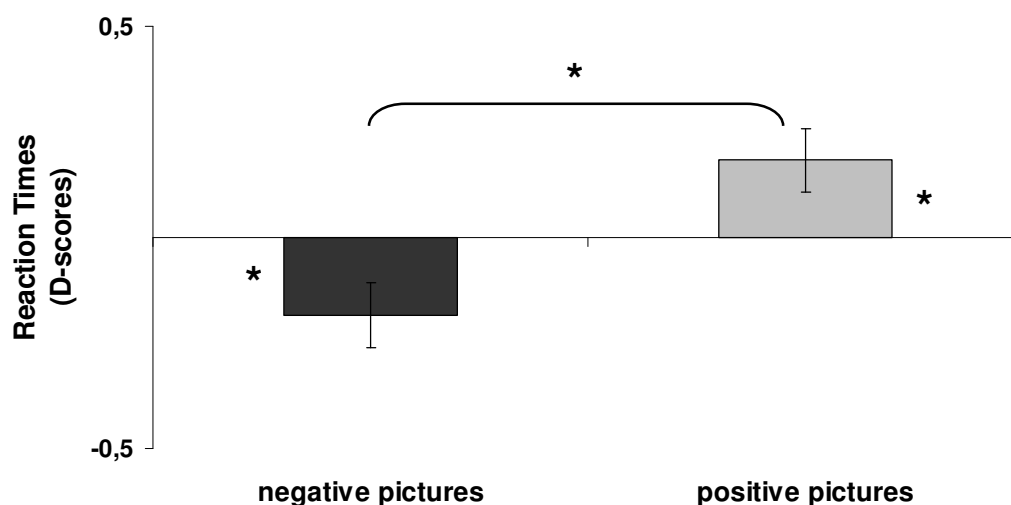 0,5
*
*
*
-0,5
Reaction Times
(D-scores)
negative pictures
positive pictures